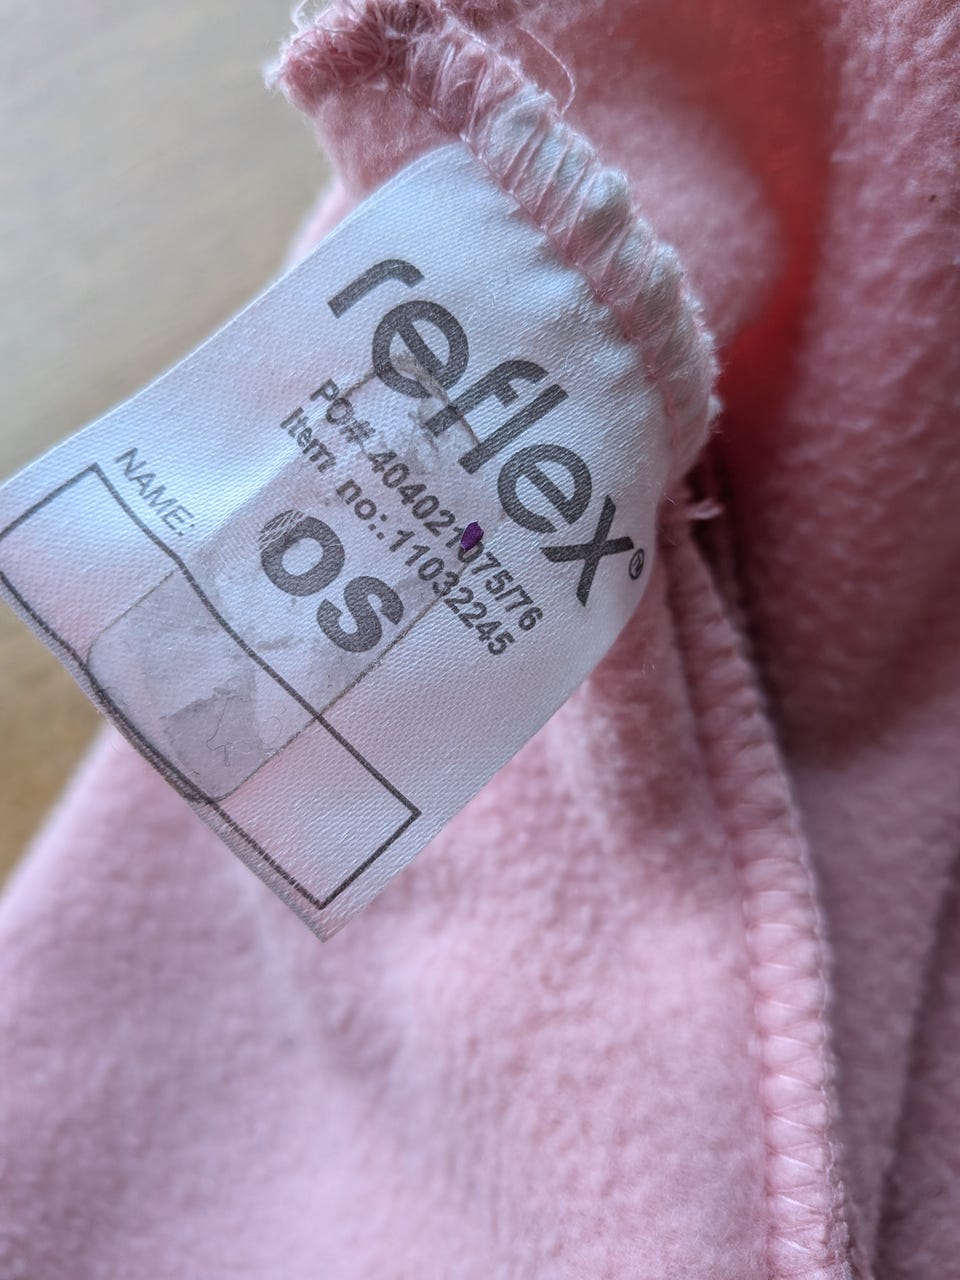 reflex®
PO#: 404021075/76
Item no:.11032245
os
NAME: